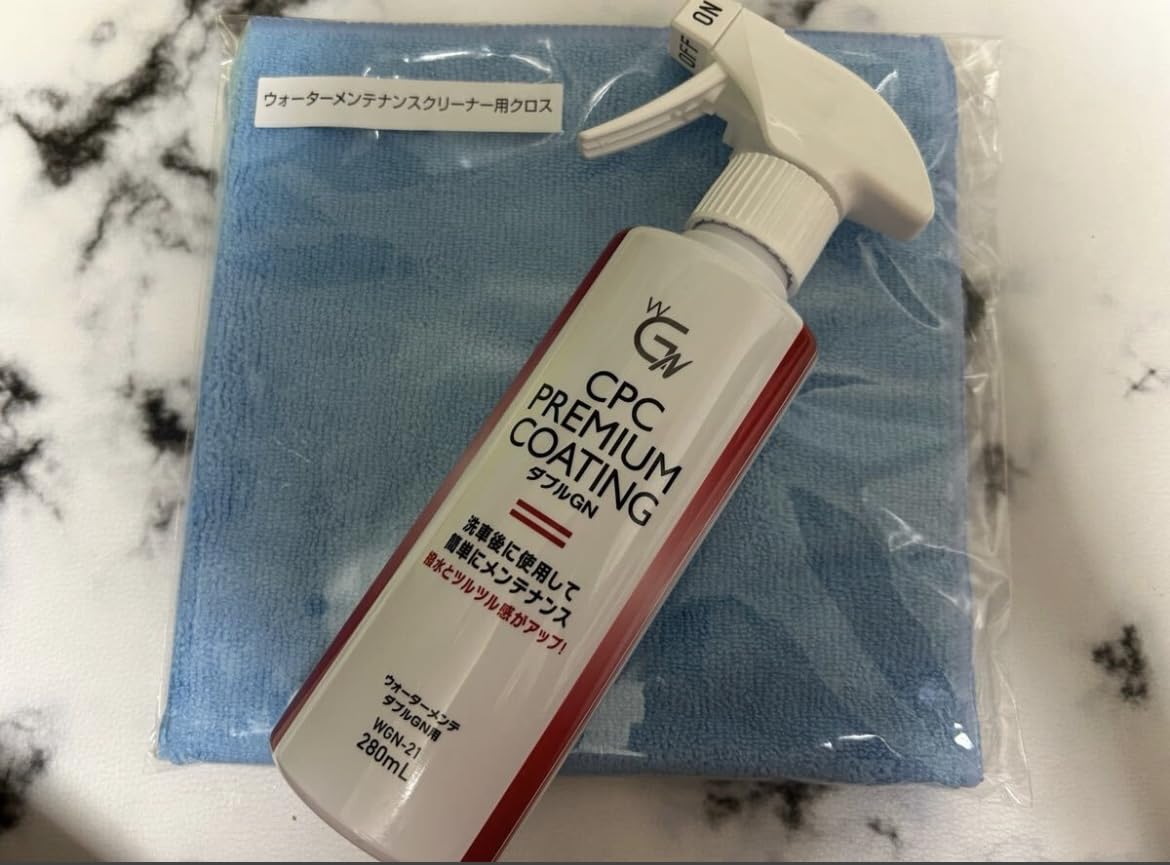 ウォーターメンテナンスクリーナー用クロス
OFF ON
WGN
CPC
PREMIUM
COATING
ダブルGN
洗車後に使用して
簡単にメンテナンス
撥水とツルツル感がアップ!
ウォーターメンテ
ダブルGN用
WGN-21
280mL